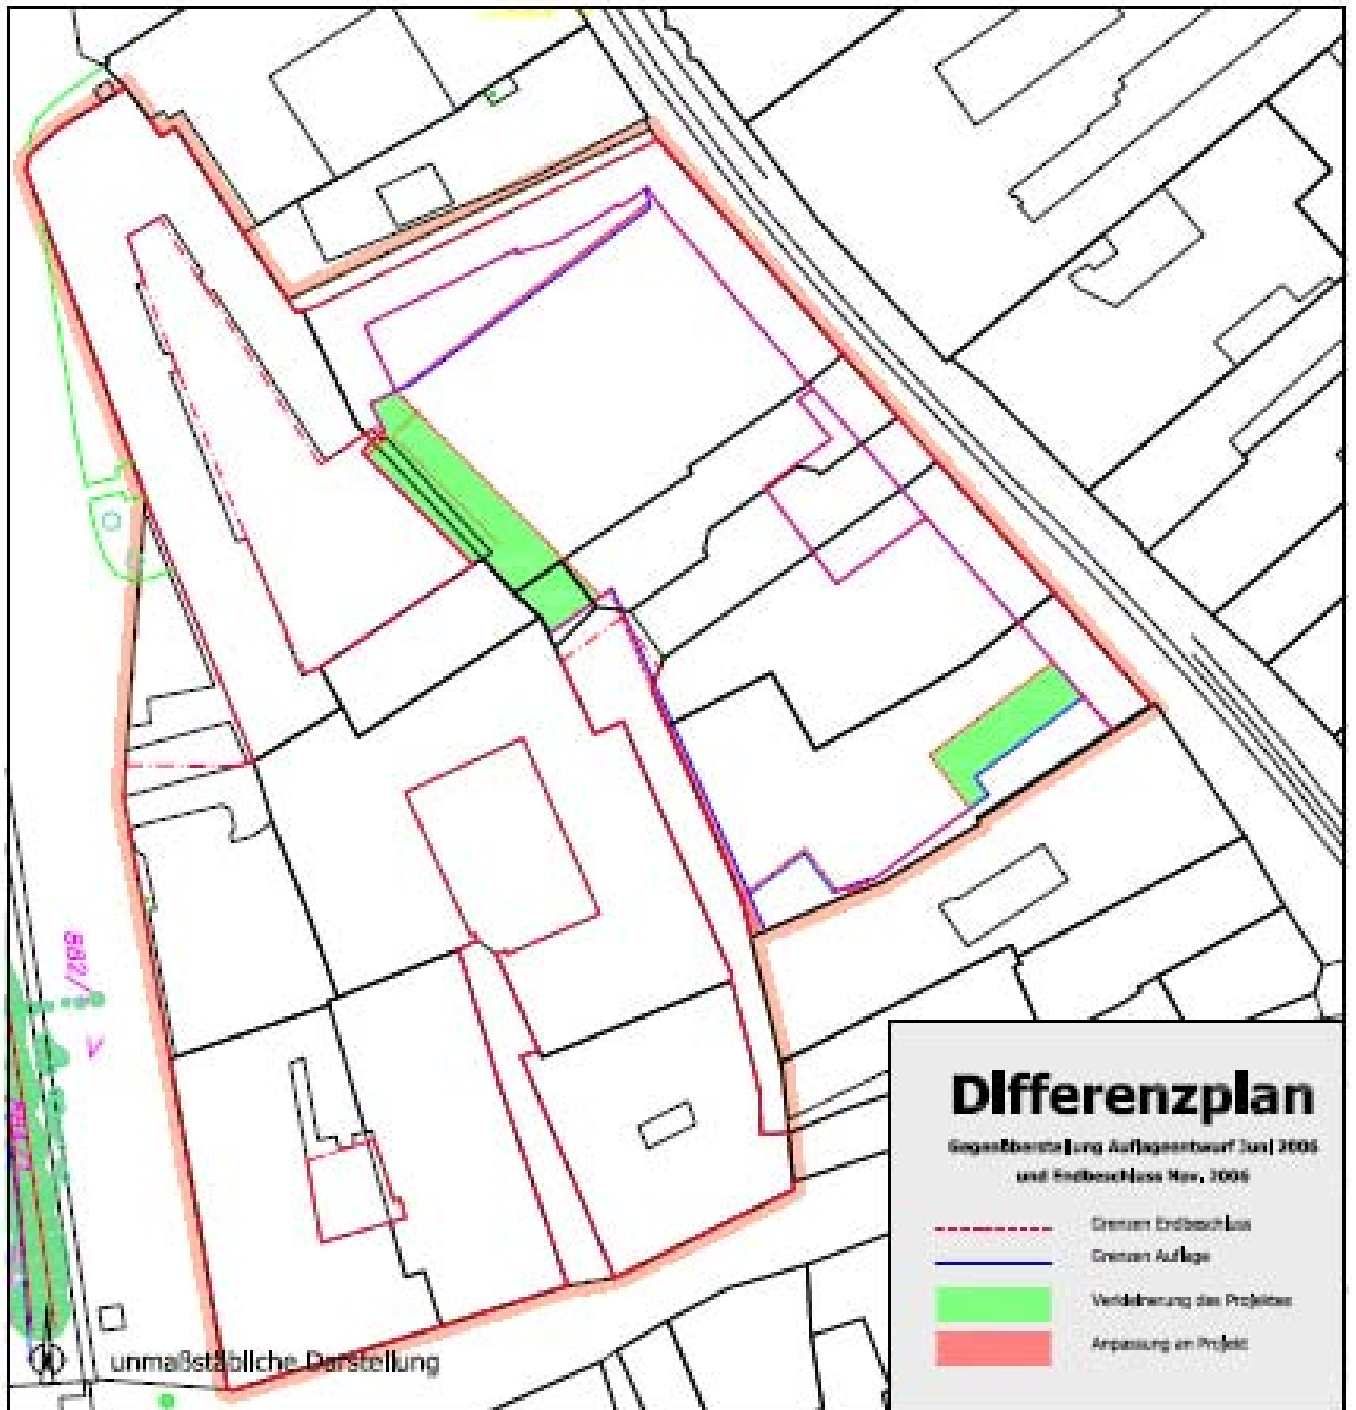 882/
A
Differenzplan
Gegenüberstellung Auflageentwurf Juni 2006
und Endbeschluss Nov. 2006
Grenzen Endbeschluss
Grenzen Auflage
Verkleinerung des Projektes
Anpassung an Projekt
unmaßstäbliche Darstellung